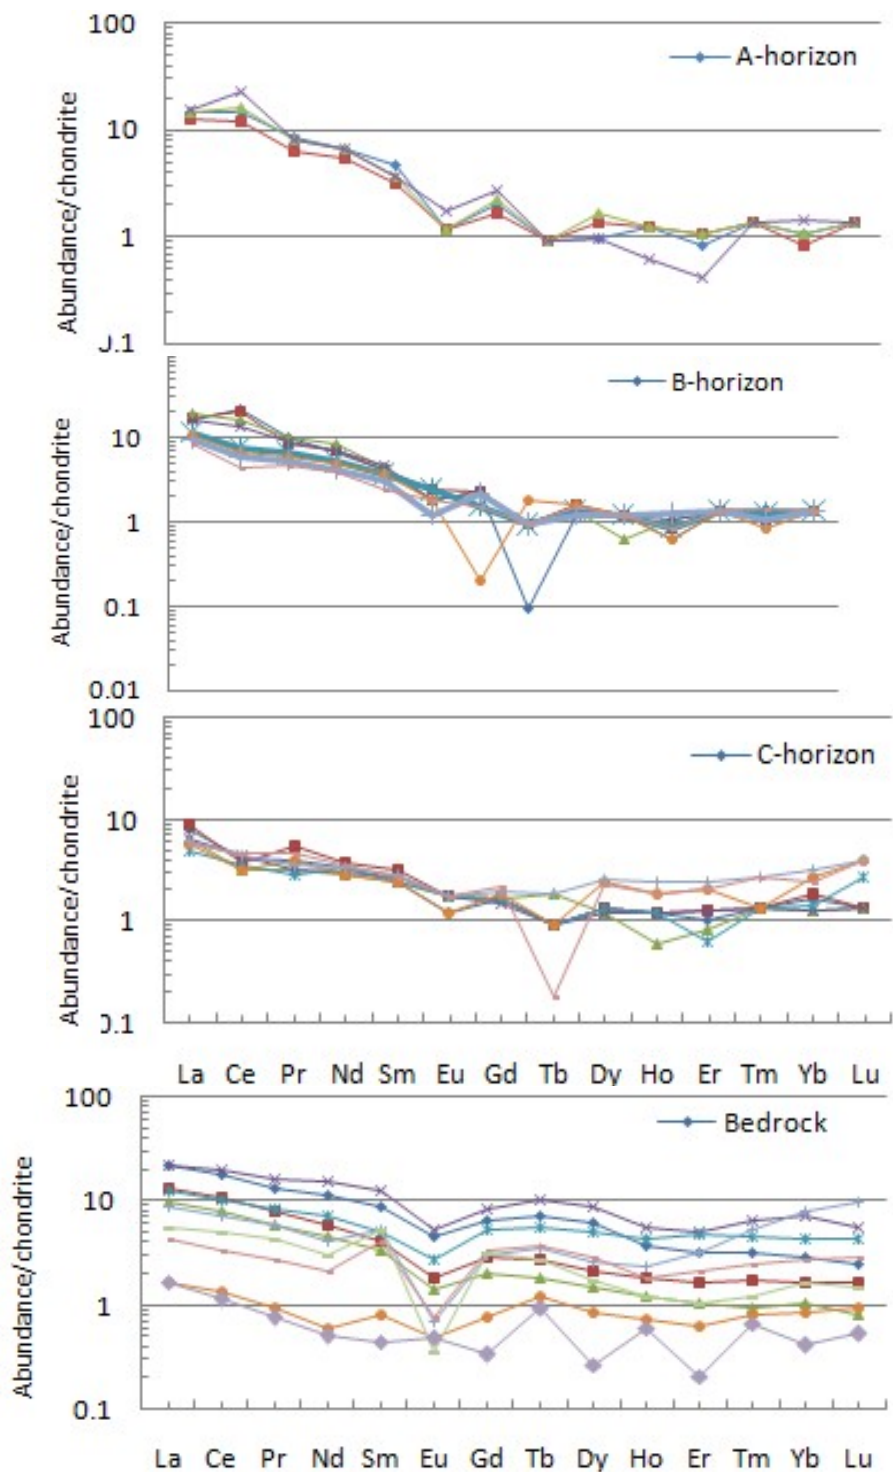 100
A-horizon
10
1
0.1
Abundance/chondrite
B-horizon
10
1
0.1
0.01
Abundance/chondrite
100
C-horizon
10
1
0.1
Abundance/chondrite
La Ce Pr Nd Sm Eu Gd Tb Dy Ho Er Tm Yb Lu
100
Bedrock
10
1
0.1
Abundance/chondrite
La Ce Pr Nd Sm Eu Gd Tb Dy Ho Er Tm Yb Lu